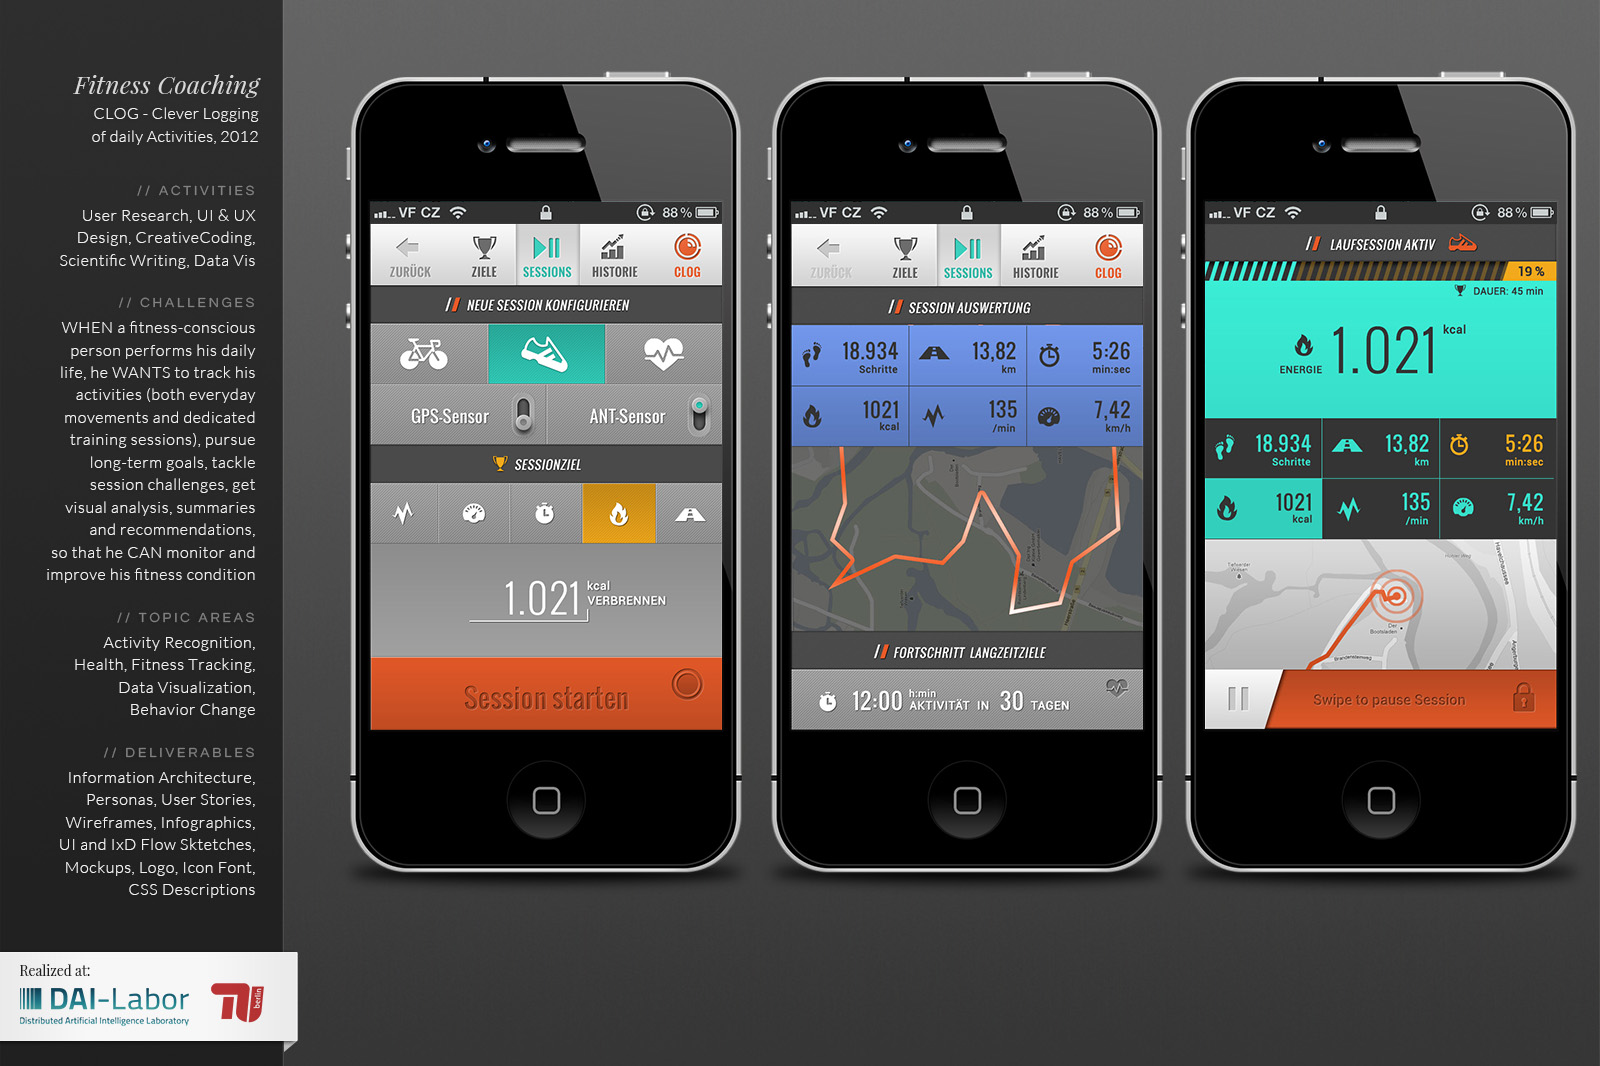 Fitness Coaching
CLOG - Clever Logging
of daily Activities, 2012
// ACTIVITIES
User Research, UI & UX
Design, CreativeCoding,
Scientific Writing, Data Vis
// CHALLENGES
WHEN a fitness-conscious
person performs his daily
life, he WANTS to track his
activities (both everyday
movements and dedicated
training sessions), pursue
long-term goals, tackle
session challenges, get
visual analysis, summaries
and recommendations,
so that he CAN monitor and
improve his fitness condition
// TOPIC AREAS
Activity Recognition,
Health, Fitness Tracking,
Data Visualization,
Behavior Change
// DELIVERABLES
Information Architecture,
Personas, User Stories,
Wireframes, Infographics,
UI and IxD Flow Sktetches,
Mockups, Logo, Icon Font,
CSS Descriptions
Realized at:
DAI-Labor
Distributed Artificial Intelligence Laboratory
TU berlin
VF CZ 88 %
ZURÜCK ZIELE SESSIONS HISTORIE CLOG
// NEUE SESSION KONFIGURIEREN
GPS-Sensor ANT-Sensor
SESSIONZIEL
1.021 kcal
VERBRENNEN
Session starten
VF CZ 88 %
ZURÜCK ZIELE SESSIONS HISTORIE CLOG
// SESSION AUSWERTUNG
18.934 13,82 5:26
Schritte km min:sec
1021 135 7,42
kcal /min km/h
// FORTSCHRITT LANGZEITZIELE
12:00 h:min AKTIVITÄT IN 30 TAGEN
VF CZ 88 %
// LAUFSESSION AKTIV
19 %
DAUER: 45 min
ENERGIE 1.021 kcal
18.934 13,82 5:26
Schritte km min:sec
1021 135 7,42
kcal /min km/h
Havelchaussee
Der
Bootsladen
Brandensteinweg
Swipe to pause Session